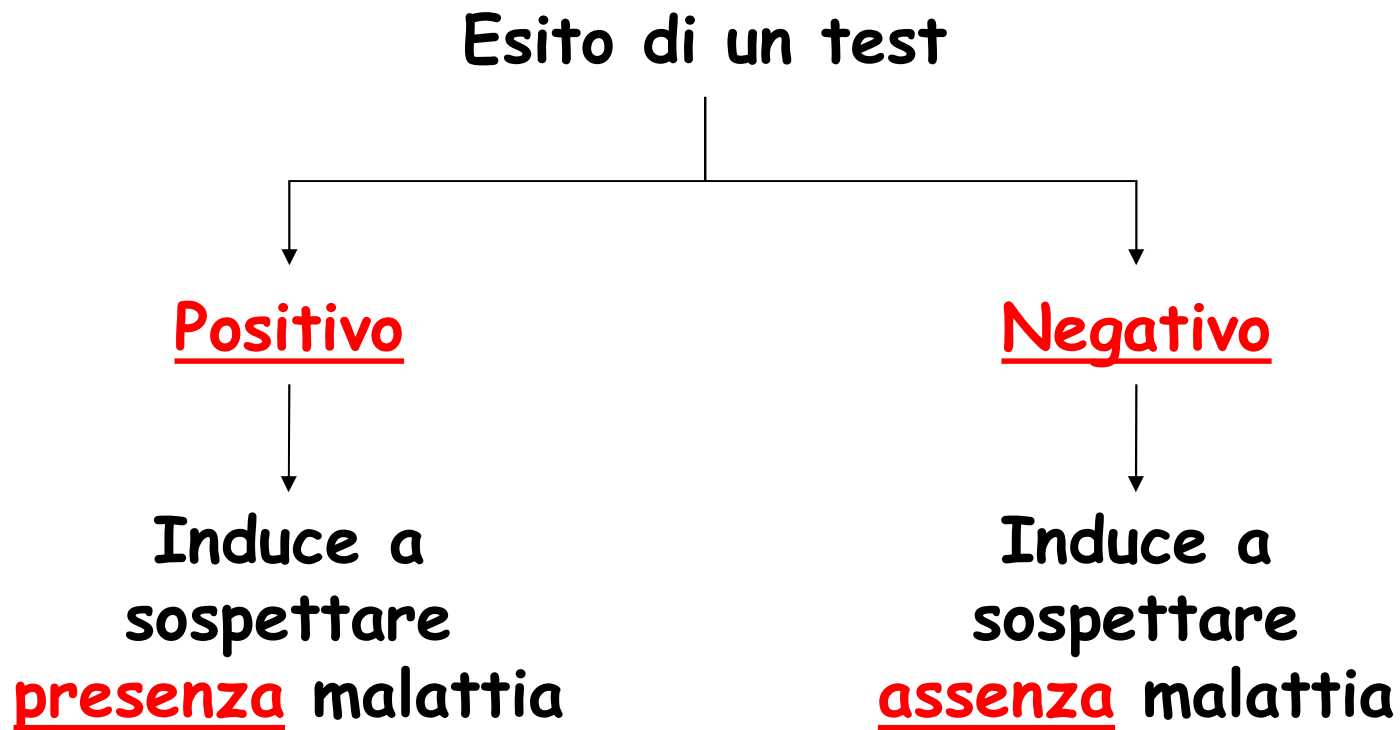 Esito di un test
Positivo
Negativo
Induce a
sospettare
presenza malattia
Induce a
sospettare
assenza malattia